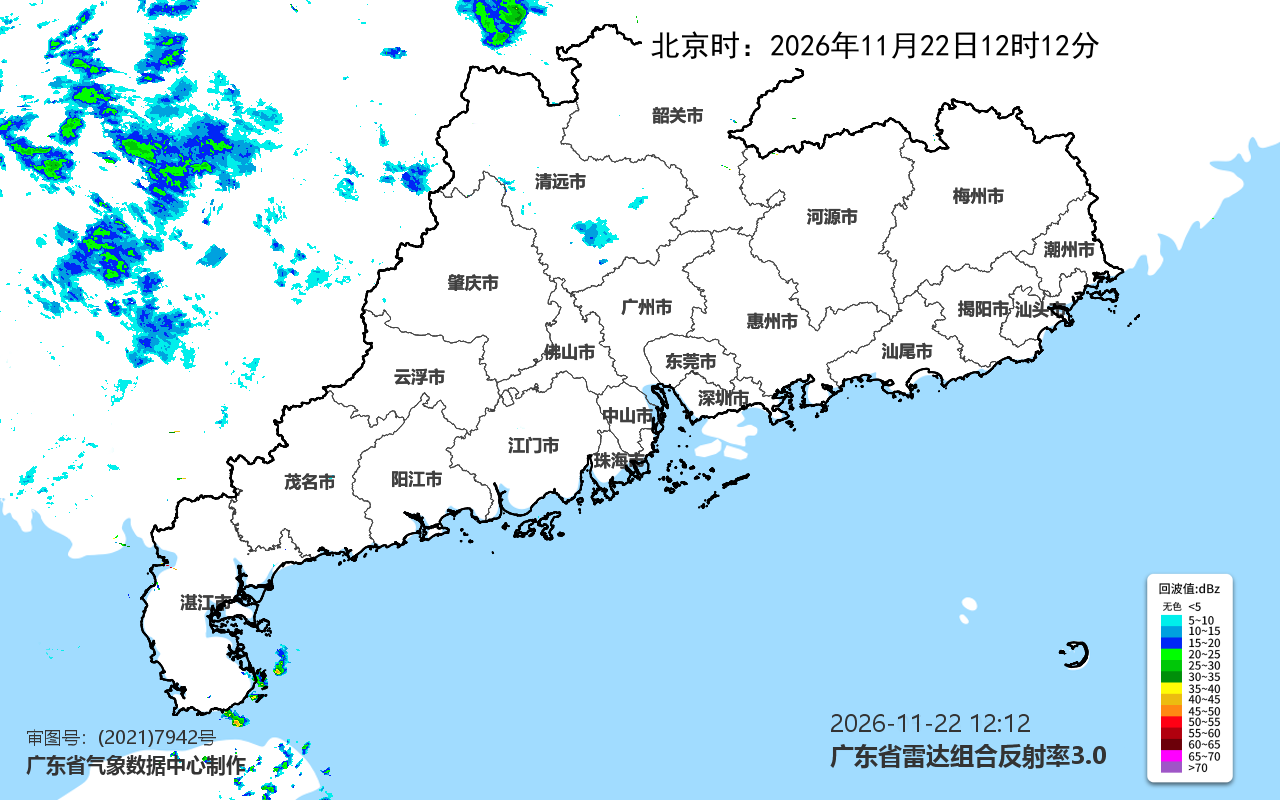 北京时：2026年11月22日12时12分
韶关市
清远市
梅州市
河源市
潮州市
肇庆市
广州市
揭阳市
汕头市
惠州市
佛山市
汕尾市
东莞市
云浮市
深圳市
中山市
江门市
珠海市
阳江市
茂名市
湛江市
回波值:dBz
无色 <5
5~10
10~15
15~20
20~25
25~30
30~35
35~40
40~45
45~50
50~55
55~60
60~65
65~70
>70
2026-11-22 12:12
广东省雷达组合反射率3.0
审图号：(2021)7942号
广东省气象数据中心制作